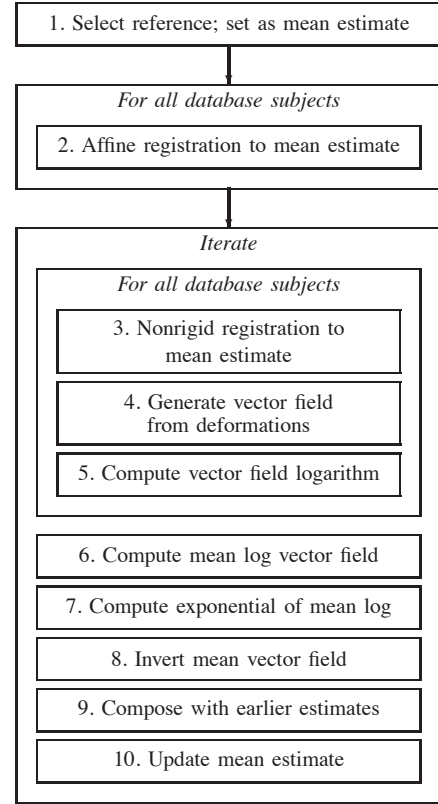 1. Select reference; set as mean estimate
For all database subjects
2. Affine registration to mean estimate
Iterate
For all database subjects
3. Nonrigid registration to
mean estimate
4. Generate vector field
from deformations
5. Compute vector field logarithm
6. Compute mean log vector field
7. Compute exponential of mean log
8. Invert mean vector field
9. Compose with earlier estimates
10. Update mean estimate